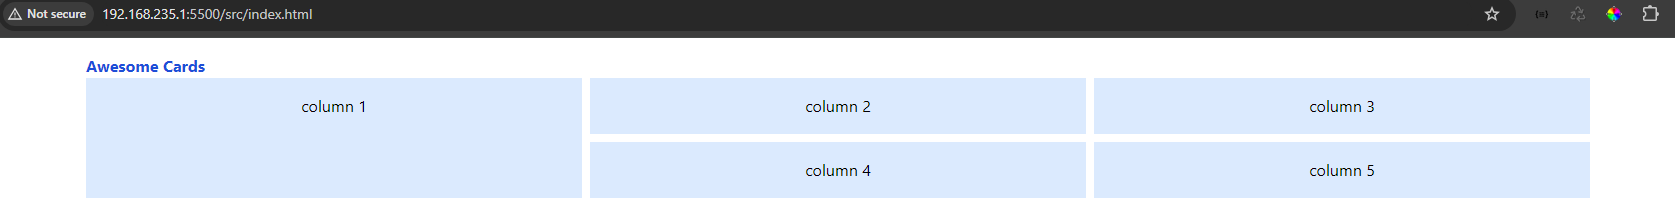 Not secure 192.168.235.1:5500/src/index.html
Awesome Cards
column 1 column 2 column 3
column 4 column 5